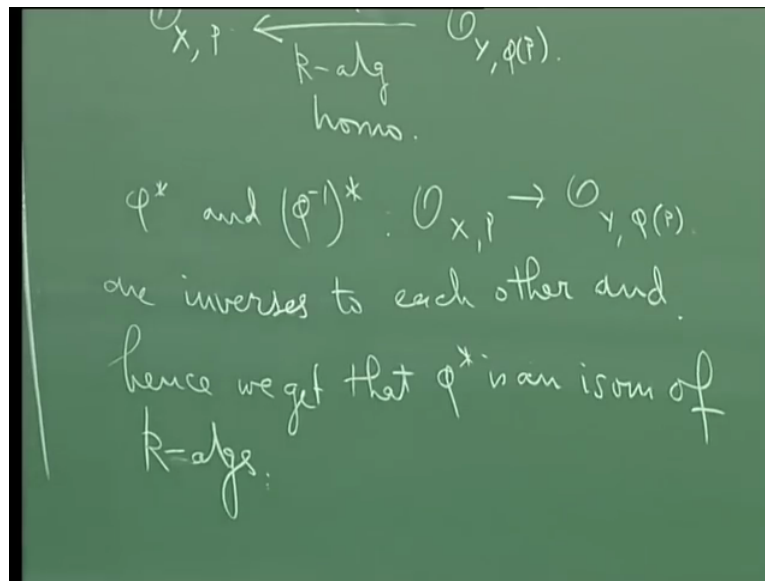 𝒪_{X,P} ← 𝒪_{Y,φ(P)}.
k-alg
homo.
φ* and (φ⁻¹)* : 𝒪_{X,P} → 𝒪_{Y,φ(P)}.
are inverses to each other and.
hence we get that φ* is an isom of
k-algs.